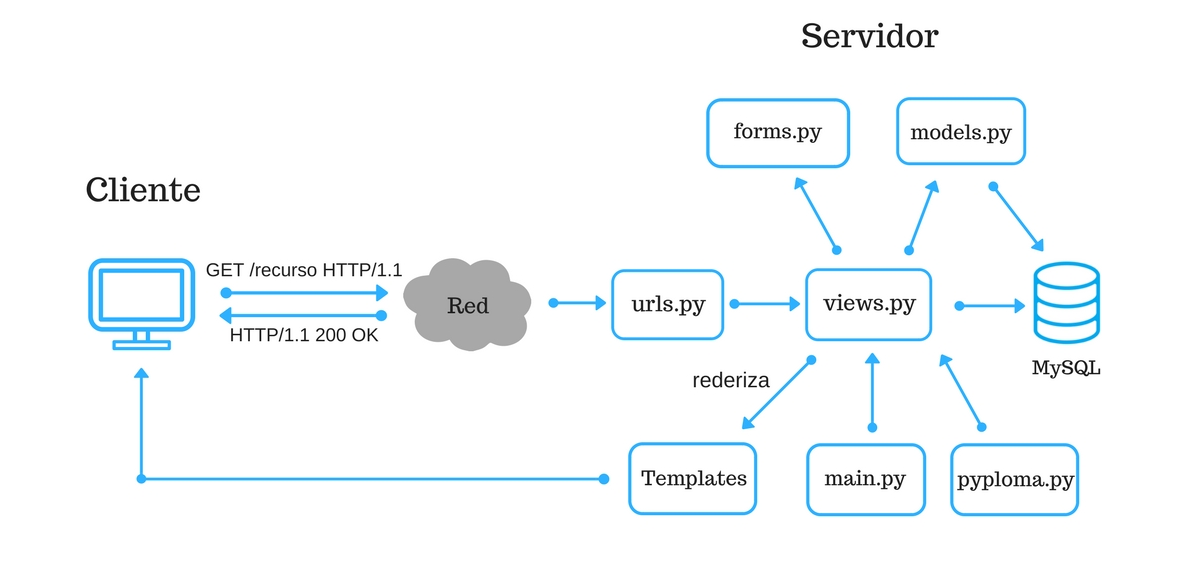 Servidor
forms.py
models.py
Cliente
GET /recurso HTTP/1.1
Red
urls.py
views.py
HTTP/1.1 200 OK
MySQL
rederiza
Templates
main.py
pyploma.py